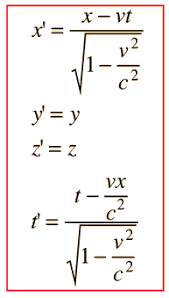 x' = (x - vt) / √(1 - v²/c²)
y' = y
z' = z
t' = (t - vx/c²) / √(1 - v²/c²)